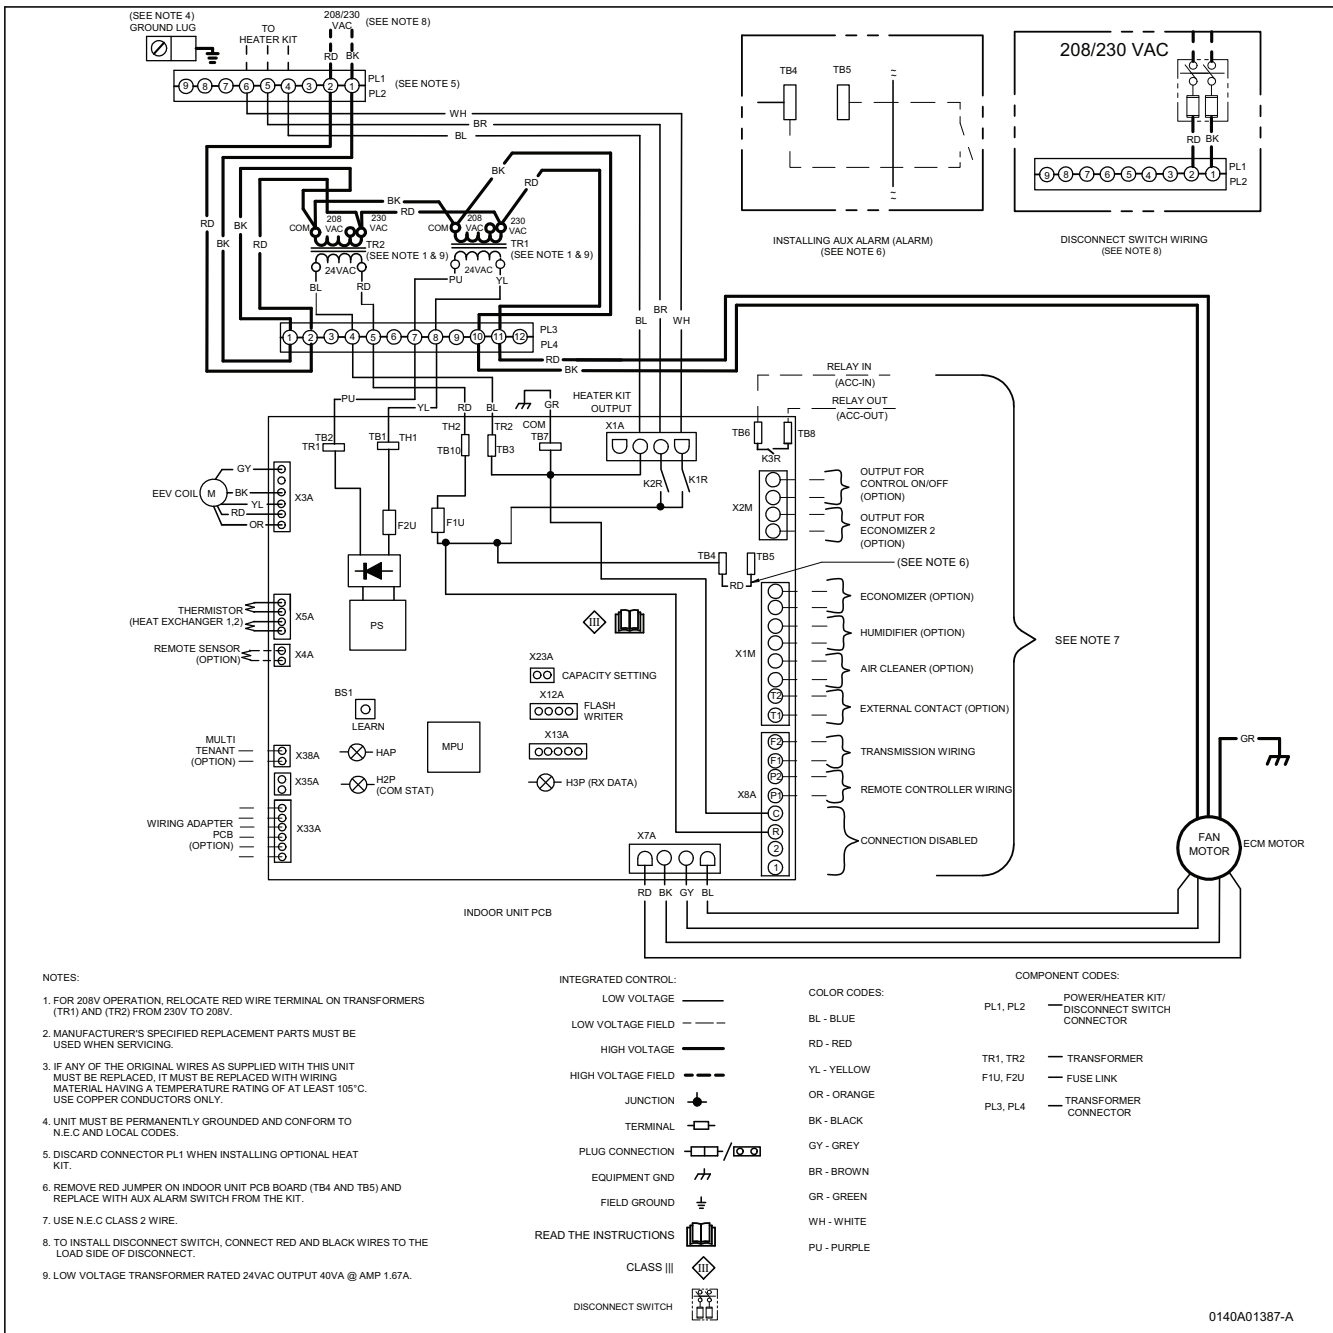 (SEE NOTE 4)
GROUND LUG
TO
HEATER KIT
208/230
VAC
(SEE NOTE 8)
RD BK
9 8 7 6 5 4 3 2 1
PL1
PL2
(SEE NOTE 5)
WH
BR
BL
TB4
TB5
INSTALLING AUX ALARM (ALARM)
(SEE NOTE 6)
208/230 VAC
RD BK
9 8 7 6 5 4 3 2 1
PL1
PL2
DISCONNECT SWITCH WIRING
(SEE NOTE 8)
RD
BK
BK
RD
BK
RD
BK
RD
COM
208
VAC
230
VAC
TR2
(SEE NOTE 1 & 9)
24VAC
BL
RD
COM
208
VAC
230
VAC
TR1
(SEE NOTE 1 & 9)
24VAC
PU
YL
BL
BR
WH
1 2 3 4 5 6 7 8 9 10 11 12
PL3
PL4
RD
BK
PU
YL
RD
BL
GR
HEATER KIT
OUTPUT
X1A
TB2
TR1
TB1
TH1
TH2
TB10
TR2
TB3
COM
TB7
K2R
K1R
RELAY IN
(ACC-IN)
RELAY OUT
(ACC-OUT)
TB6
TB8
K3R
EEV COIL
M
GY
BK
YL
RD
OR
X3A
F2U
F1U
PS
X2M
OUTPUT FOR
CONTROL ON/OFF
(OPTION)
OUTPUT FOR
ECONOMIZER 2
(OPTION)
TB4
TB5
RD
(SEE NOTE 6)
THERMISTOR
(HEAT EXCHANGER 1,2)
X5A
REMOTE SENSOR
(OPTION)
X4A
III
X23A
CAPACITY SETTING
X12A
FLASH
WRITER
X13A
H3P (RX DATA)
BS1
LEARN
MPU
HAP
H2P
(COM STAT)
MULTI
TENANT
(OPTION)
X38A
X35A
WIRING ADAPTER
PCB
(OPTION)
X33A
X1M
T2
T1
ECONOMIZER (OPTION)
HUMIDIFIER (OPTION)
AIR CLEANER (OPTION)
EXTERNAL CONTACT (OPTION)
SEE NOTE 7
X8A
F2
F1
P2
P1
C
R
2
1
TRANSMISSION WIRING
REMOTE CONTROLLER WIRING
CONNECTION DISABLED
X7A
RD BK GY BL
INDOOR UNIT PCB
GR
FAN
MOTOR
ECM MOTOR
NOTES:
1. FOR 208V OPERATION, RELOCATE RED WIRE TERMINAL ON TRANSFORMERS
(TR1) AND (TR2) FROM 230V TO 208V.
2. MANUFACTURER'S SPECIFIED REPLACEMENT PARTS MUST BE
USED WHEN SERVICING.
3. IF ANY OF THE ORIGINAL WIRES AS SUPPLIED WITH THIS UNIT
MUST BE REPLACED, IT MUST BE REPLACED WITH WIRING
MATERIAL HAVING A TEMPERATURE RATING OF AT LEAST 105°C.
USE COPPER CONDUCTORS ONLY.
4. UNIT MUST BE PERMANENTLY GROUNDED AND CONFORM TO
N.E.C AND LOCAL CODES.
5. DISCARD CONNECTOR PL1 WHEN INSTALLING OPTIONAL HEAT
KIT.
6. REMOVE RED JUMPER ON INDOOR UNIT PCB BOARD (TB4 AND TB5) AND
REPLACE WITH AUX ALARM SWITCH FROM THE KIT.
7. USE N.E.C CLASS 2 WIRE.
8. TO INSTALL DISCONNECT SWITCH, CONNECT RED AND BLACK WIRES TO THE
LOAD SIDE OF DISCONNECT.
9. LOW VOLTAGE TRANSFORMER RATED 24VAC OUTPUT 40VA @ AMP 1.67A.
INTEGRATED CONTROL:
LOW VOLTAGE
LOW VOLTAGE FIELD
HIGH VOLTAGE
HIGH VOLTAGE FIELD
JUNCTION
TERMINAL
PLUG CONNECTION
EQUIPMENT GND
FIELD GROUND
READ THE INSTRUCTIONS
CLASS |||
III
DISCONNECT SWITCH
COLOR CODES:
BL - BLUE
RD - RED
YL - YELLOW
OR - ORANGE
BK - BLACK
GY - GREY
BR - BROWN
GR - GREEN
WH - WHITE
PU - PURPLE
COMPONENT CODES:
PL1, PL2 — POWER/HEATER KIT/
DISCONNECT SWITCH
CONNECTOR
TR1, TR2 — TRANSFORMER
F1U, F2U — FUSE LINK
PL3, PL4 — TRANSFORMER
CONNECTOR
0140A01387-A